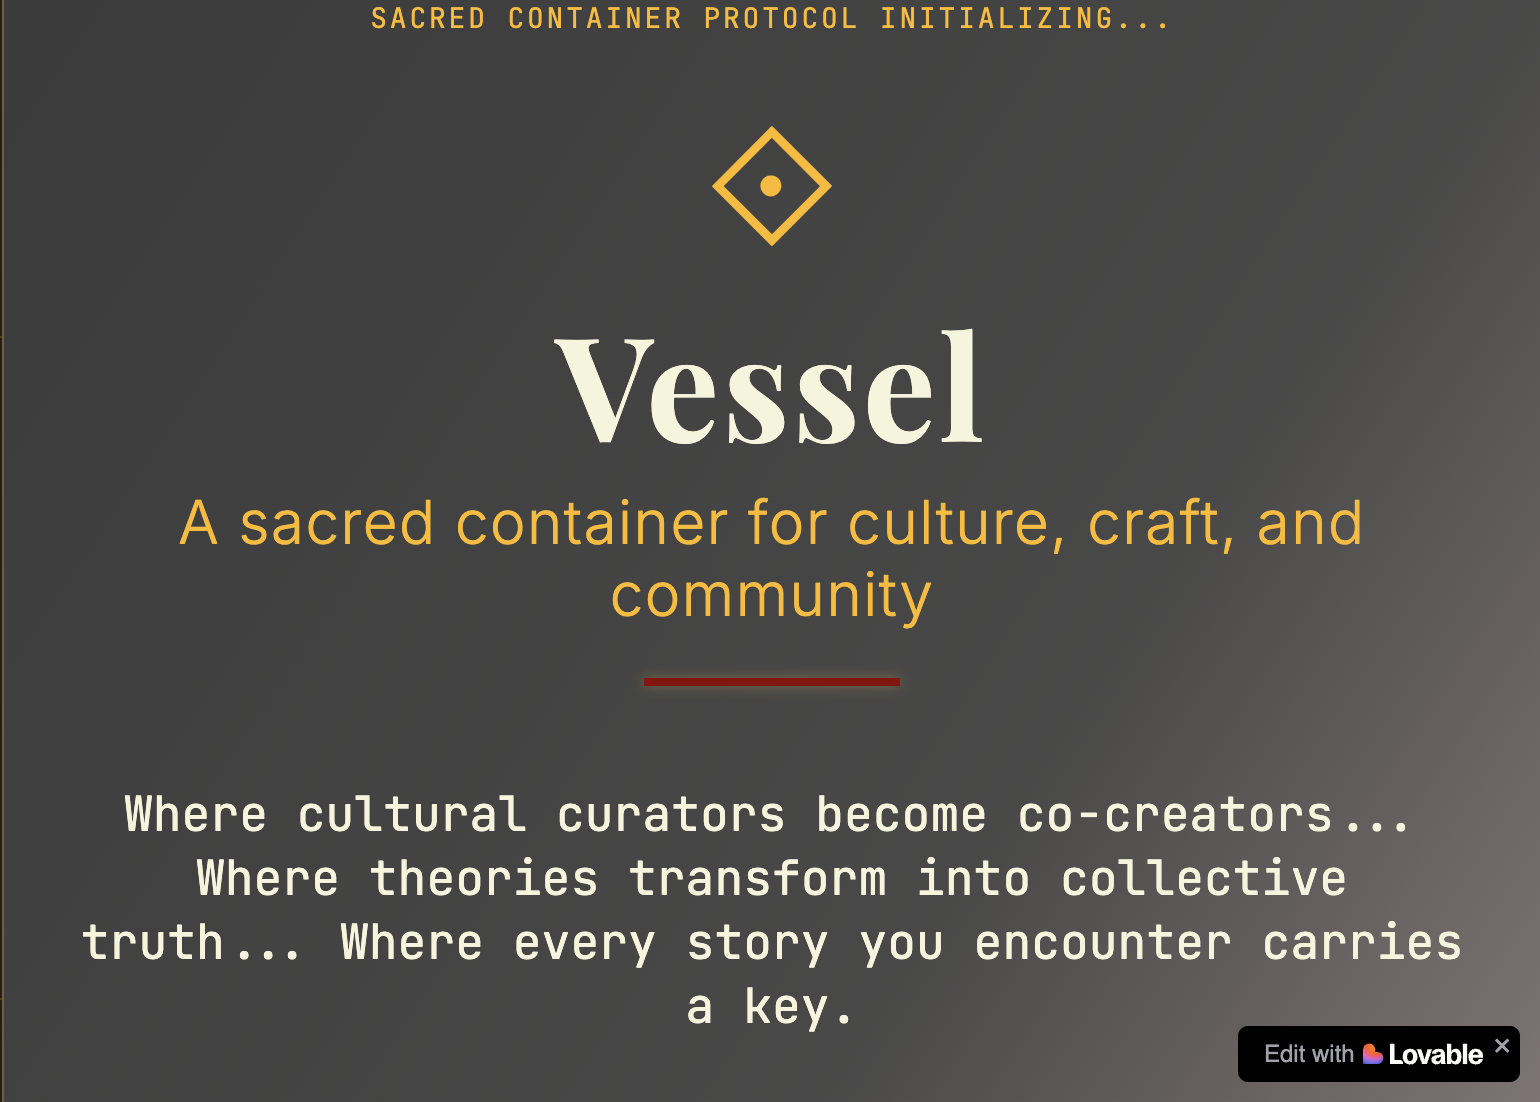 SACRED CONTAINER PROTOCOL INITIALIZING...
Vessel
A sacred container for culture, craft, and
community
Where cultural curators become co-creators...
Where theories transform into collective
truth... Where every story you encounter carries
a key.
Edit with Lovable ×